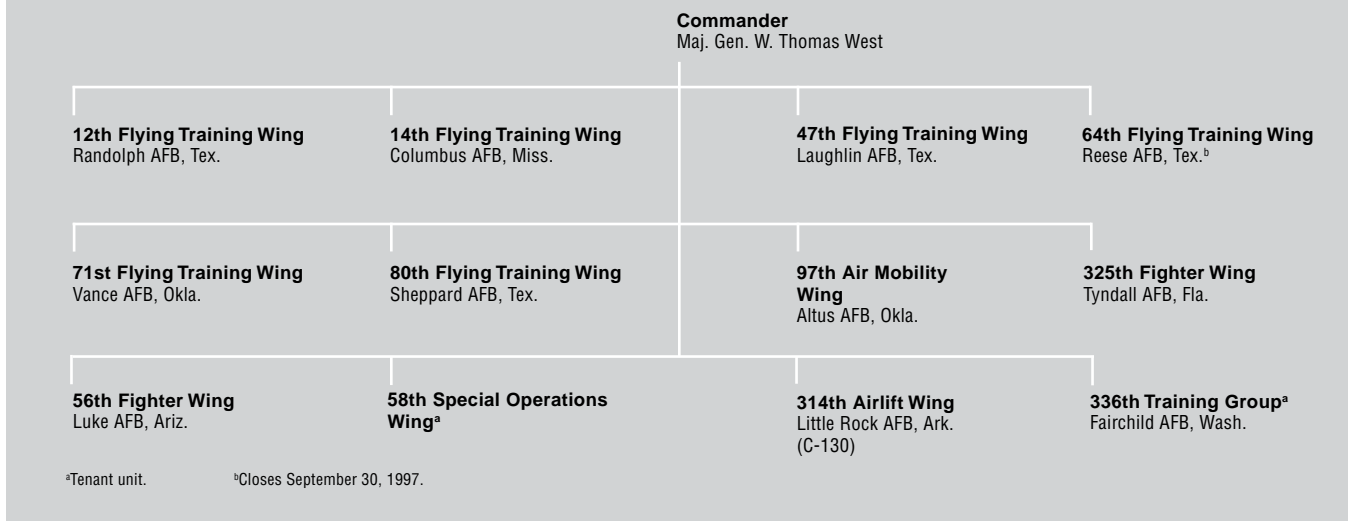 Commander
Maj. Gen. W. Thomas West
12th Flying Training Wing
Randolph AFB, Tex.
14th Flying Training Wing
Columbus AFB, Miss.
47th Flying Training Wing
Laughlin AFB, Tex.
64th Flying Training Wing
Reese AFB, Tex.ᵇ
71st Flying Training Wing
Vance AFB, Okla.
80th Flying Training Wing
Sheppard AFB, Tex.
97th Air Mobility
Wing
Altus AFB, Okla.
325th Fighter Wing
Tyndall AFB, Fla.
56th Fighter Wing
Luke AFB, Ariz.
58th Special Operations
Wingᵃ
314th Airlift Wing
Little Rock AFB, Ark.
(C-130)
336th Training Groupᵃ
Fairchild AFB, Wash.
ᵃTenant unit.
ᵇCloses September 30, 1997.